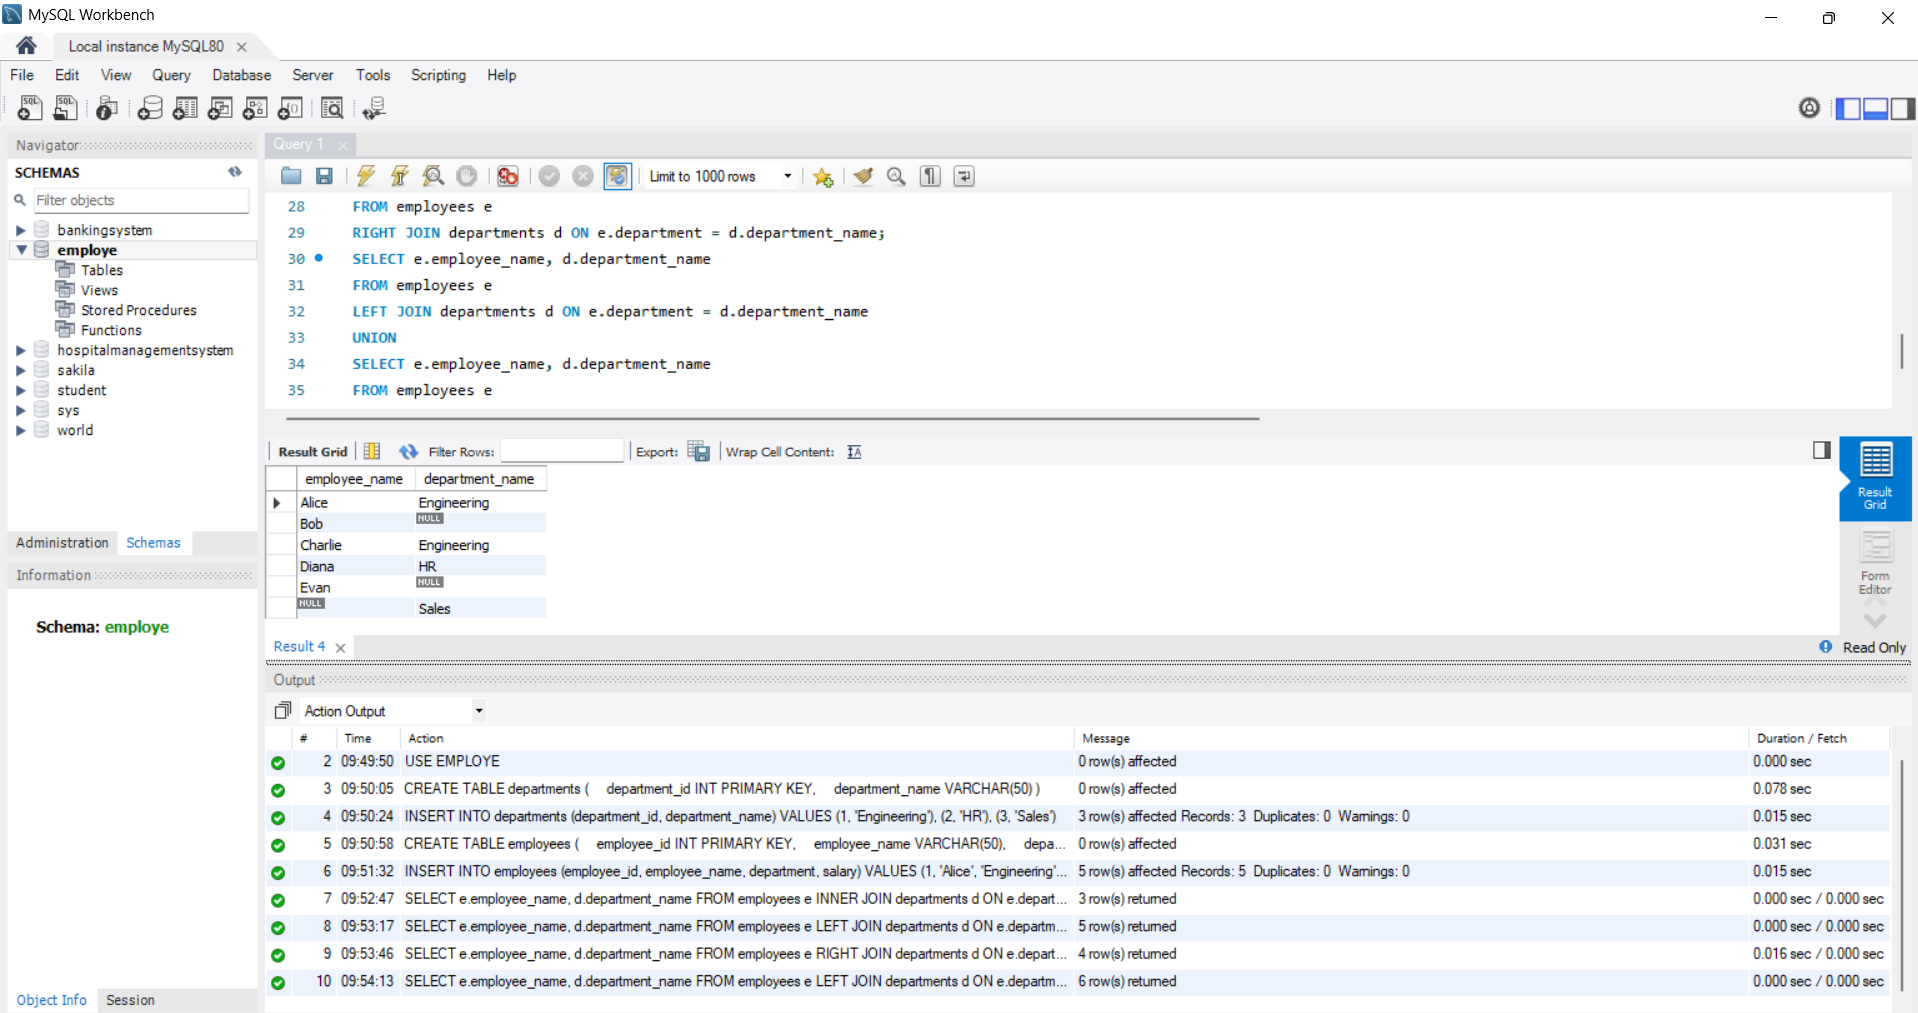 MySQL Workbench
Local instance MySQL80
File Edit View Query Database Server Tools Scripting Help
Navigator
SCHEMAS
Filter objects
bankingsystem
employe
Tables
Views
Stored Procedures
Functions
hospitalmanagementsystem
sakila
student
sys
world
Administration Schemas
Information
Schema: employe
Object Info Session
Query 1
Limit to 1000 rows
28 FROM employees e
29 RIGHT JOIN departments d ON e.department = d.department_name;
30 SELECT e.employee_name, d.department_name
31 FROM employees e
32 LEFT JOIN departments d ON e.department = d.department_name
33 UNION
34 SELECT e.employee_name, d.department_name
35 FROM employees e
Result Grid Filter Rows: Export: Wrap Cell Content:
employee_name department_name
Alice Engineering
Bob NULL
Charlie Engineering
Diana HR
Evan NULL
NULL Sales
Result Grid
Form Editor
Result 4
Read Only
Output
Action Output
# Time Action Message Duration / Fetch
2 09:49:50 USE EMPLOYE 0 row(s) affected 0.000 sec
3 09:50:05 CREATE TABLE departments ( department_id INT PRIMARY KEY, department_name VARCHAR(50) ) 0 row(s) affected 0.078 sec
4 09:50:24 INSERT INTO departments (department_id, department_name) VALUES (1, 'Engineering'), (2, 'HR'), (3, 'Sales') 3 row(s) affected Records: 3 Duplicates: 0 Warnings: 0 0.015 sec
5 09:50:58 CREATE TABLE employees ( employee_id INT PRIMARY KEY, employee_name VARCHAR(50), depa... 0 row(s) affected 0.031 sec
6 09:51:32 INSERT INTO employees (employee_id, employee_name, department, salary) VALUES (1, 'Alice', 'Engineering'... 5 row(s) affected Records: 5 Duplicates: 0 Warnings: 0 0.015 sec
7 09:52:47 SELECT e.employee_name, d.department_name FROM employees e INNER JOIN departments d ON e.depart... 3 row(s) returned 0.000 sec / 0.000 sec
8 09:53:17 SELECT e.employee_name, d.department_name FROM employees e LEFT JOIN departments d ON e.departm... 5 row(s) returned 0.000 sec / 0.000 sec
9 09:53:46 SELECT e.employee_name, d.department_name FROM employees e RIGHT JOIN departments d ON e.depart... 4 row(s) returned 0.016 sec / 0.000 sec
10 09:54:13 SELECT e.employee_name, d.department_name FROM employees e LEFT JOIN departments d ON e.departm... 6 row(s) returned 0.000 sec / 0.000 sec